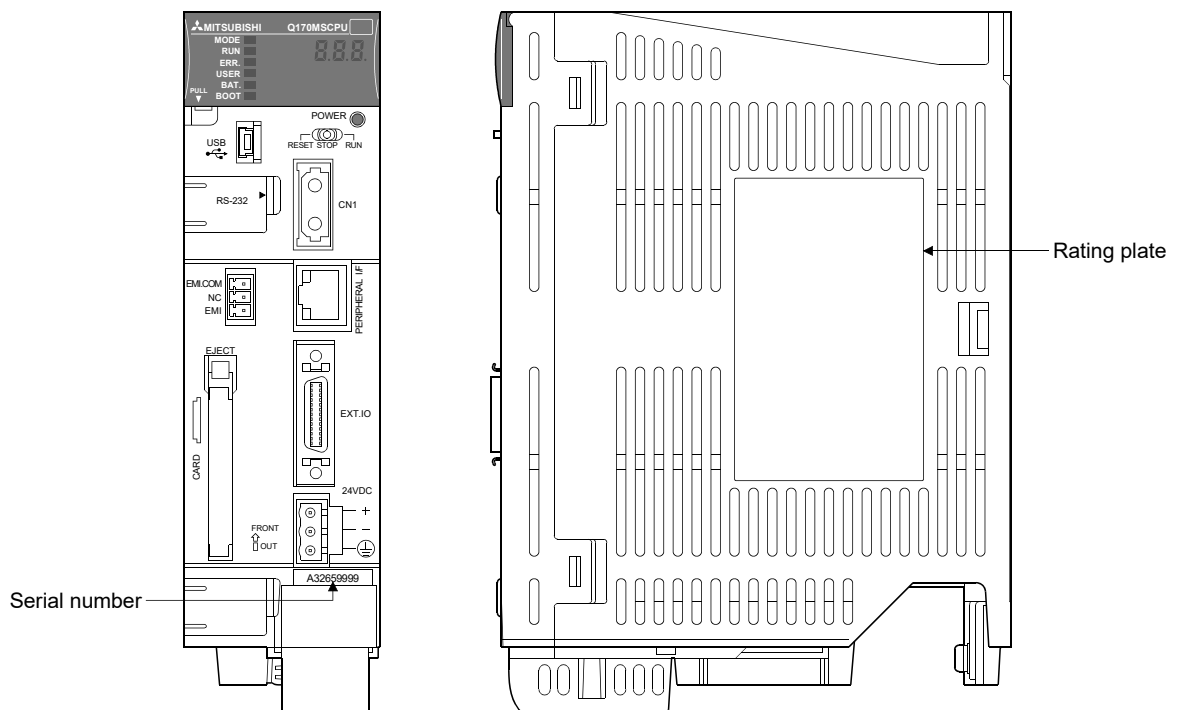 MITSUBISHI Q170MSCPU
MODE
RUN
ERR.
USER
BAT.
BOOT
PULL
8.8.8.
POWER
RESET STOP RUN
USB
RS-232
CN1
EMI.COM
NC
EMI
PERIPHERAL I/F
EJECT
CARD
EXT.IO
24VDC
+
−
FRONT
OUT
A32659999
Serial number
Rating plate